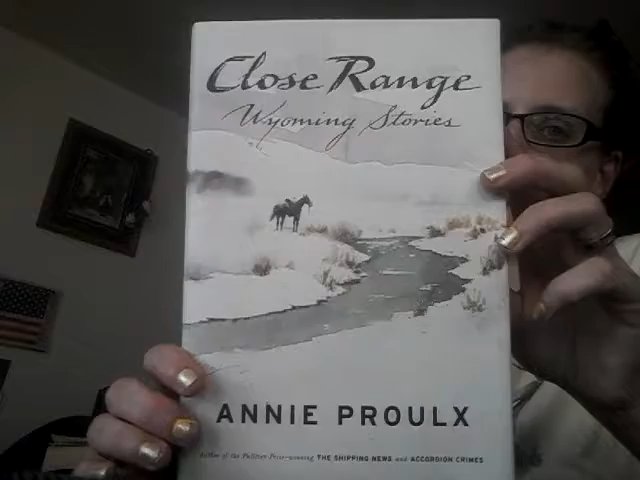 Close Range
Wyoming Stories
ANNIE PROULX
Author of the Pulitzer Prize-winning THE SHIPPING NEWS and ACCORDION CRIMES